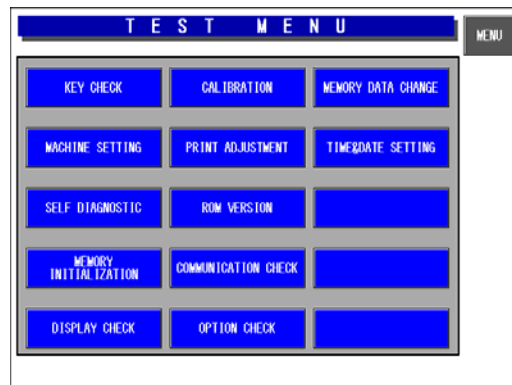 TEST MENU
MENU
KEY CHECK
CALIBRATION
MEMORY DATA CHANGE
MACHINE SETTING
PRINT ADJUSTMENT
TIME&DATE SETTING
SELF DIAGNOSTIC
ROM VERSION
MEMORY
INITIALIZATION
COMMUNICATION CHECK
DISPLAY CHECK
OPTION CHECK